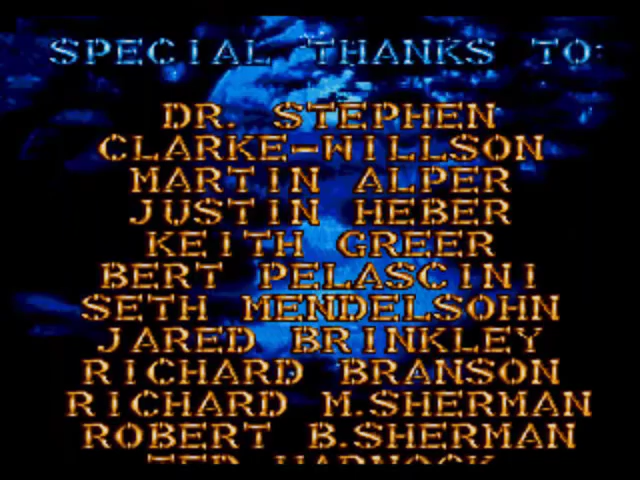 SPECIAL THANKS TO:
DR. STEPHEN
CLARKE-WILLSON
MARTIN ALPER
JUSTIN HEBER
KEITH GREER
BERT PELASCINI
SETH MENDELSOHN
JARED BRINKLEY
RICHARD BRANSON
RICHARD M.SHERMAN
ROBERT B.SHERMAN
TED